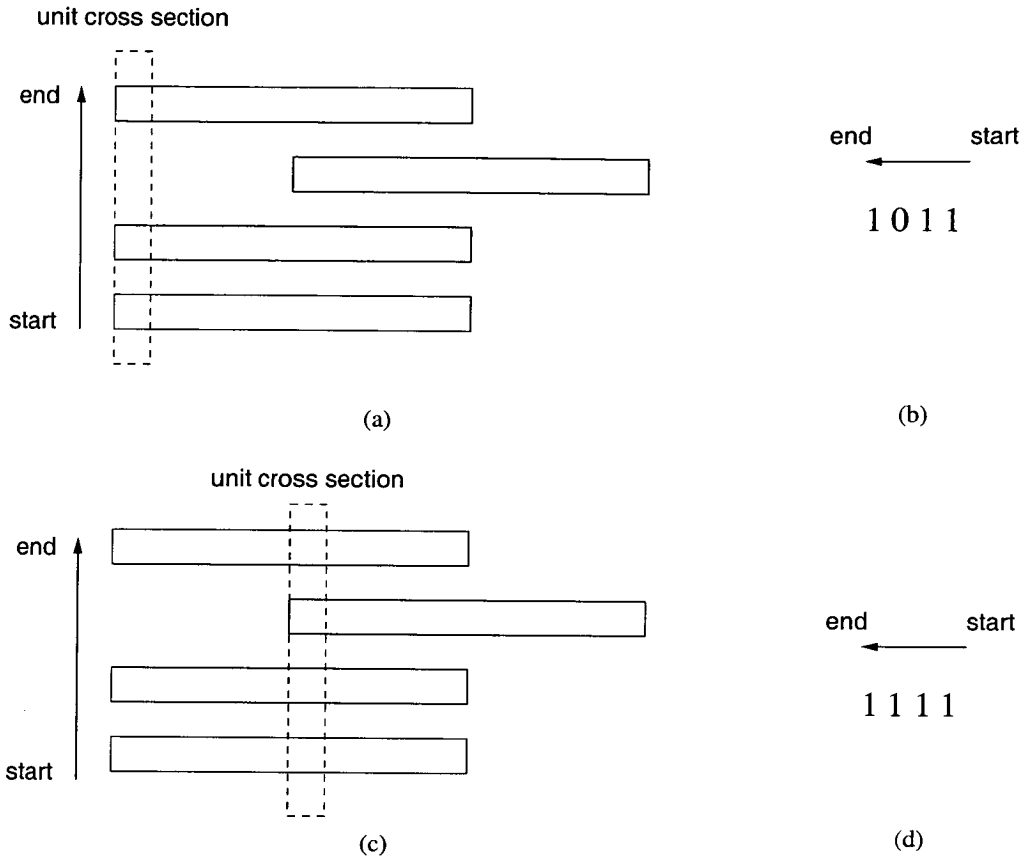 unit cross section
end
end start
1 0 1 1
start
(a)
(b)
unit cross section
end
end start
1 1 1 1
start
(c)
(d)